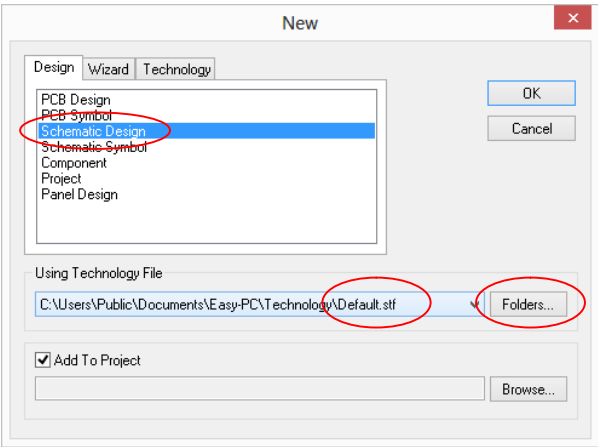 New
Design Wizard Technology
PCB Design
PCB Symbol
Schematic Design
Schematic Symbol
Component
Project
Panel Design
OK
Cancel
Using Technology File
C:\Users\Public\Documents\Easy-PC\Technology\Default.stf
Folders...
Add To Project
Browse...